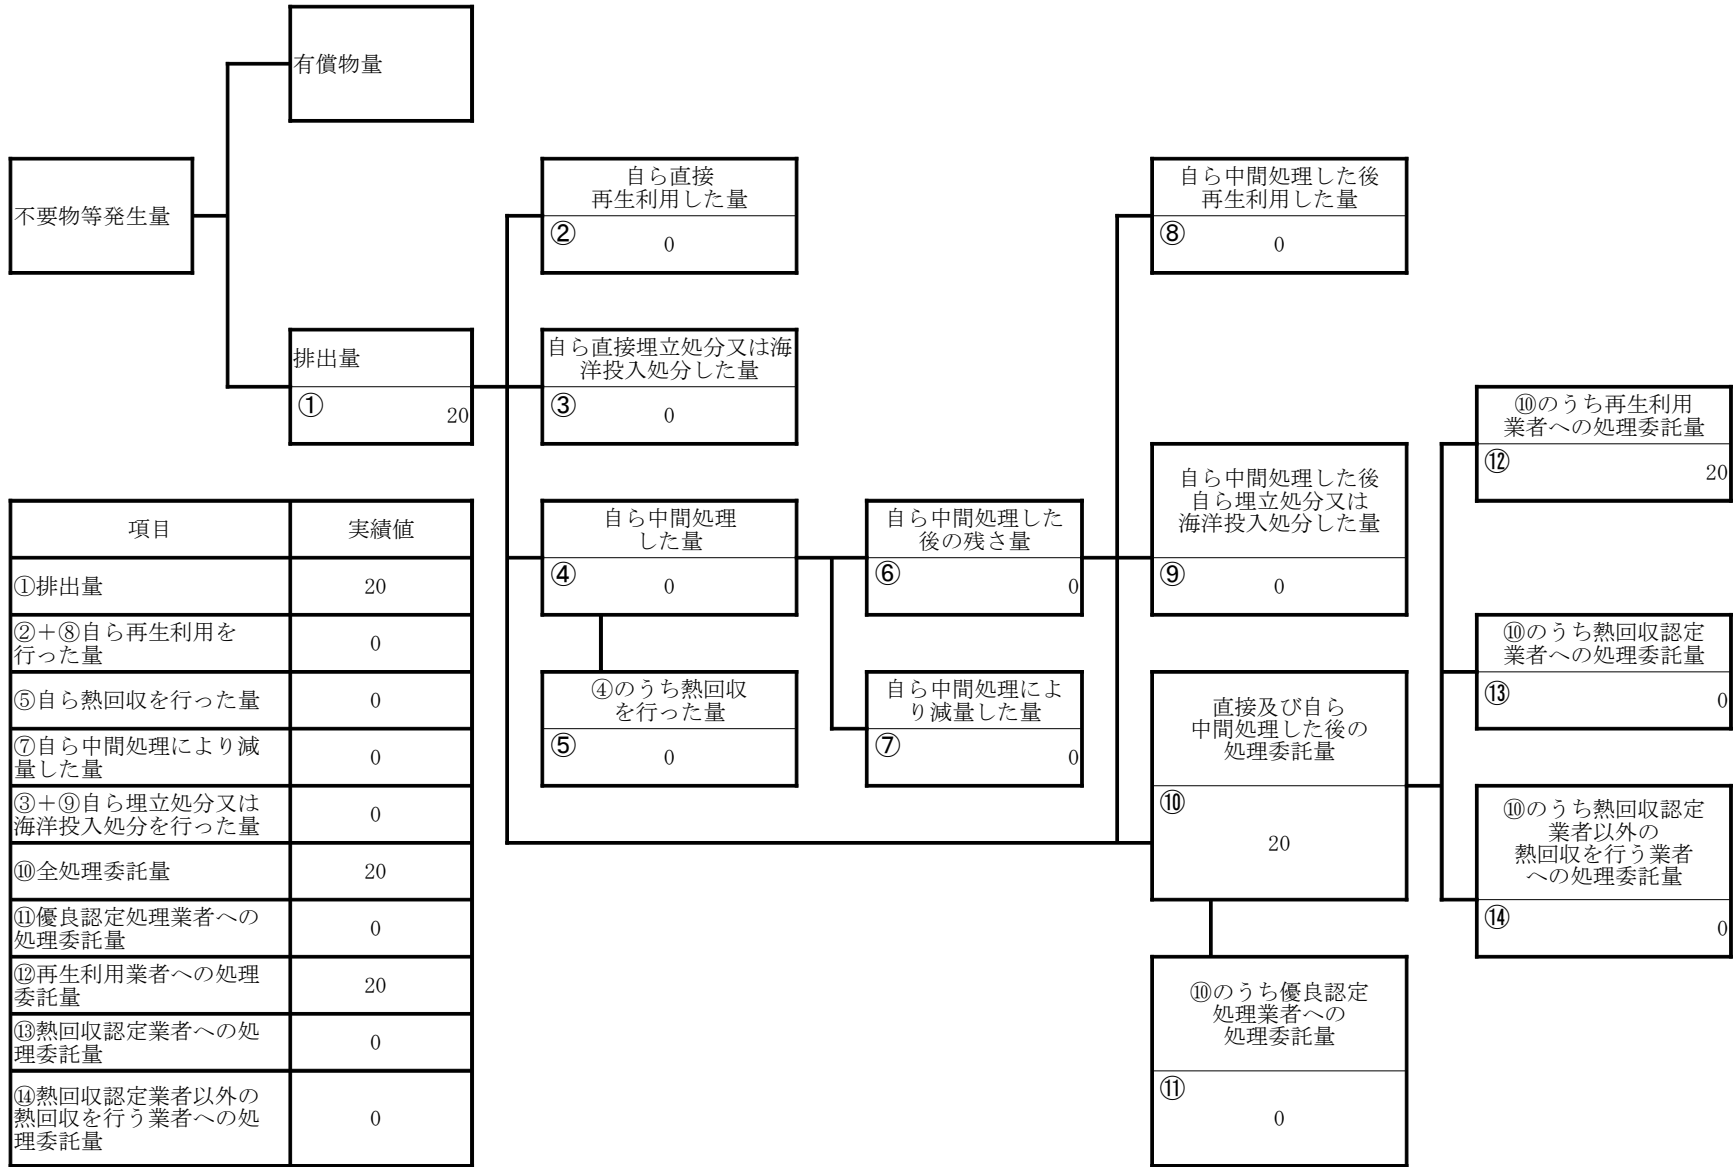 有償物量
不要物等発生量
自ら直接
再生利用した量
②
0
自ら中間処理した後
再生利用した量
⑧
0
排出量
①
20
自ら直接埋立処分又は海
洋投入処分した量
③
0
⑩のうち再生利用
業者への処理委託量
⑫
20
自ら中間処理した後
自ら埋立処分又は
海洋投入処分した量
⑨
0
自ら中間処理
した量
④
0
自ら中間処理した
後の残さ量
⑥
0
④のうち熱回収
を行った量
⑤
0
自ら中間処理によ
り減量した量
⑦
0
直接及び自ら
中間処理した後の
処理委託量
⑩
20
⑩のうち熱回収認定
業者への処理委託量
⑬
0
⑩のうち熱回収認定
業者以外の
熱回収を行う業者
への処理委託量
⑭
0
⑩のうち優良認定
処理業者への
処理委託量
⑪
0
項目 実績値
①排出量 20
②＋⑧自ら再生利用を
行った量 0
⑤自ら熱回収を行った量 0
⑦自ら中間処理により減
量した量 0
③＋⑨自ら埋立処分又は
海洋投入処分を行った量 0
⑩全処理委託量 20
⑪優良認定処理業者への
処理委託量 0
⑫再生利用業者への処理
委託量 20
⑬熱回収認定業者への処
理委託量 0
⑭熱回収認定業者以外の
熱回収を行う業者への処
理委託量 0